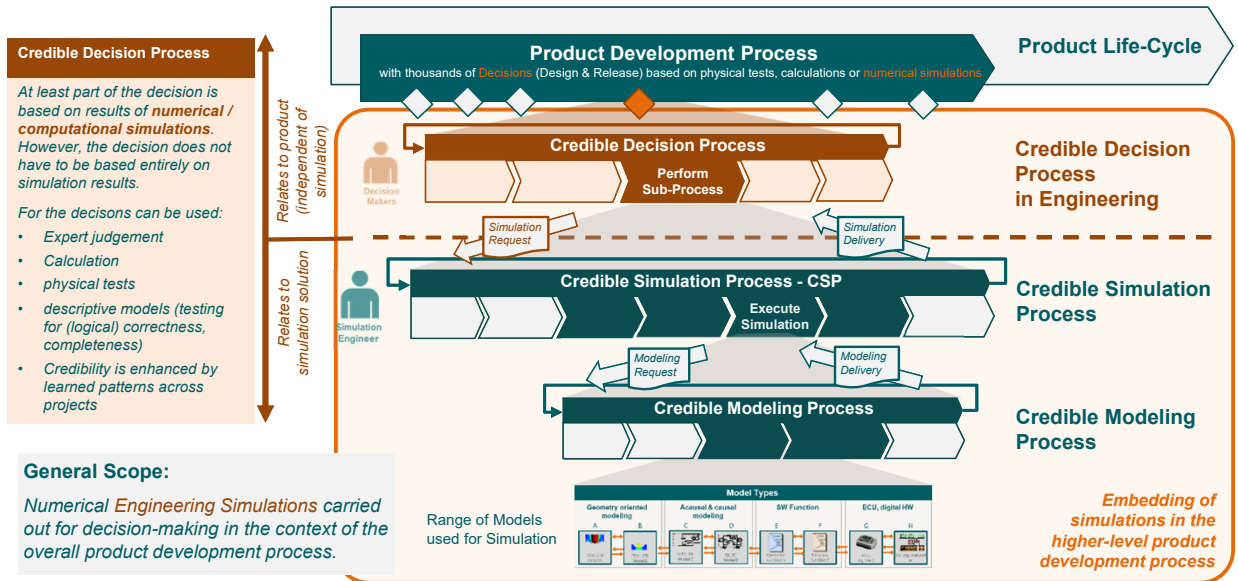 Product Life-Cycle
Product Development Process
with thousands of Decisions (Design & Release) based on physical tests, calculations or numerical simulations
Credible Decision Process
At least part of the decision is
based on results of numerical /
computational simulations.
However, the decision does not
have to be based entirely on
simulation results.
For the decisons can be used:
• Expert judgement
• Calculation
• physical tests
• descriptive models (testing
for (logical) correctness,
completeness)
• Credibility is enhanced by
learned patterns across
projects
Relates to product
(independent of
simulation)
Relates to
simulation solution
Credible Decision Process
Decision
Makers
Perform
Sub-Process
Credible Decision
Process
in Engineering
Simulation
Request
Simulation
Delivery
Credible Simulation Process - CSP
Simulation
Engineer
Execute
Simulation
Credible Simulation
Process
Modeling
Request
Modeling
Delivery
Credible Modeling Process
Credible Modeling
Process
General Scope:
Numerical Engineering Simulations carried
out for decision-making in the context of the
overall product development process.
Range of Models
used for Simulation
Model Types
Geometry oriented
modeling
Acausal & causal
modeling
SW Function
ECU, digital HW
A B C D E F G H
Embedding of
simulations in the
higher-level product
development process